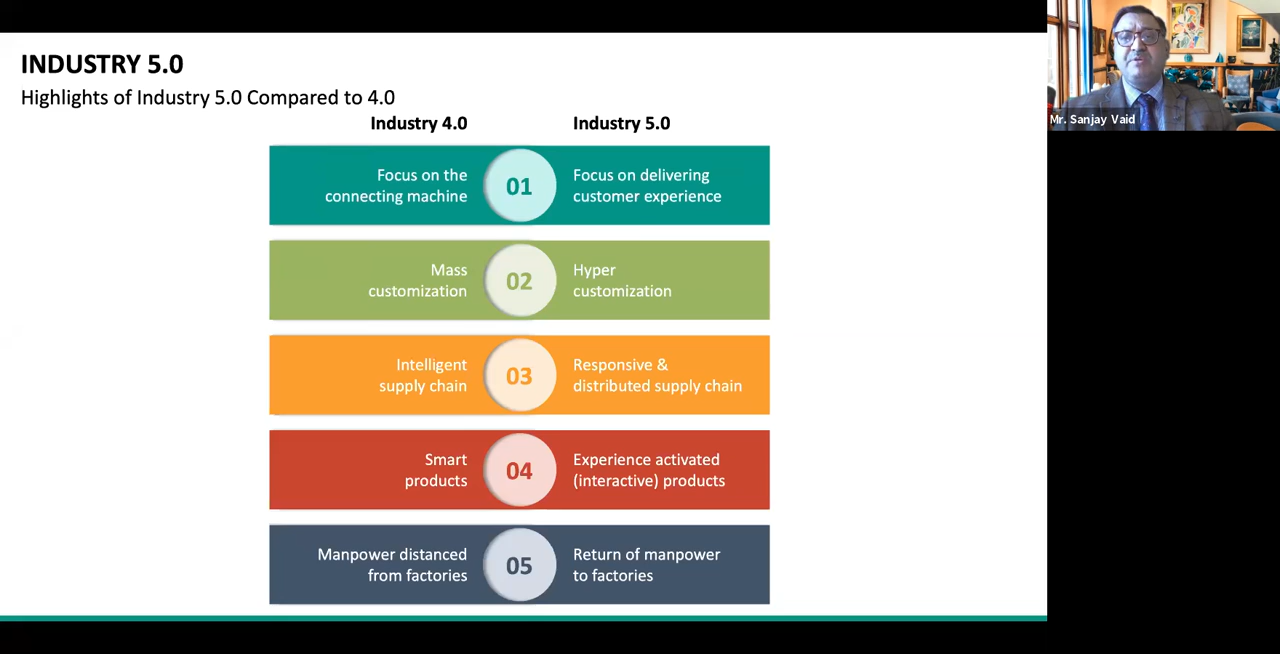 INDUSTRY 5.0
Highlights of Industry 5.0 Compared to 4.0
Industry 4.0
Industry 5.0
Focus on the
connecting machine
01
Focus on delivering
customer experience
Mass
customization
02
Hyper
customization
Intelligent
supply chain
03
Responsive &
distributed supply chain
Smart
products
04
Experience activated
(interactive) products
Manpower distanced
from factories
05
Return of manpower
to factories
Mr. Sanjay Vaid